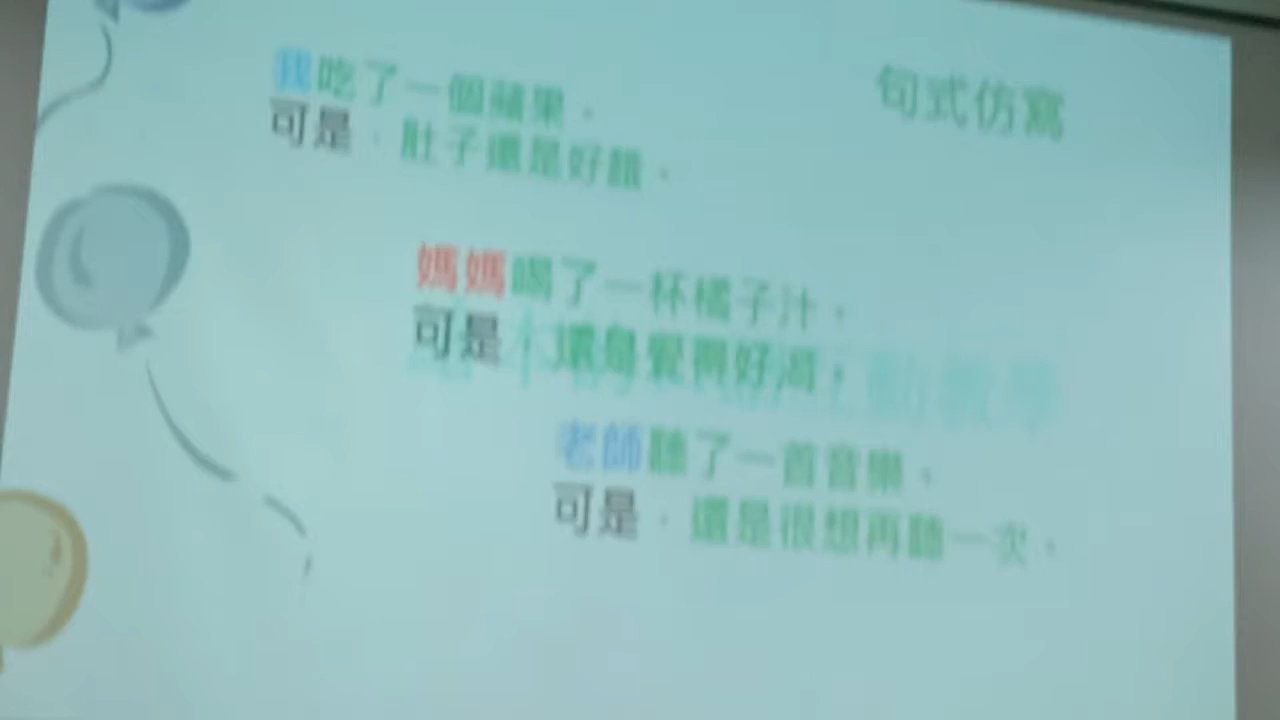 句式仿寫
我吃了一個蘋果，
可是，肚子還是好餓。
媽媽喝了一杯橘子汁，
可是，還是覺得好渴。
老師聽了一首音樂，
可是，還是很想再聽一次。